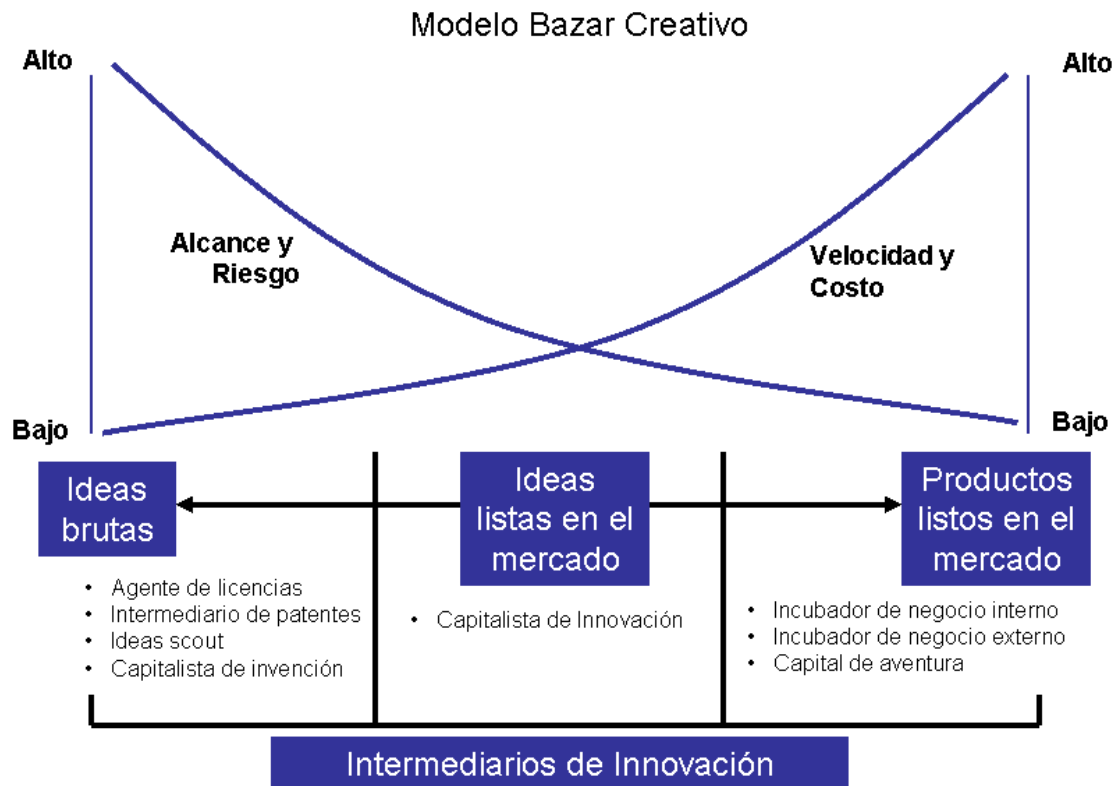 Modelo Bazar Creativo
Alto
Alto
Alcance y
Riesgo
Velocidad y
Costo
Bajo
Bajo
Ideas
brutas
Ideas
listas en el
mercado
Productos
listos en el
mercado
• Agente de licencias
• Intermediario de patentes
• Ideas scout
• Capitalista de invención
• Capitalista de Innovación
• Incubador de negocio interno
• Incubador de negocio externo
• Capital de aventura
Intermediarios de Innovación